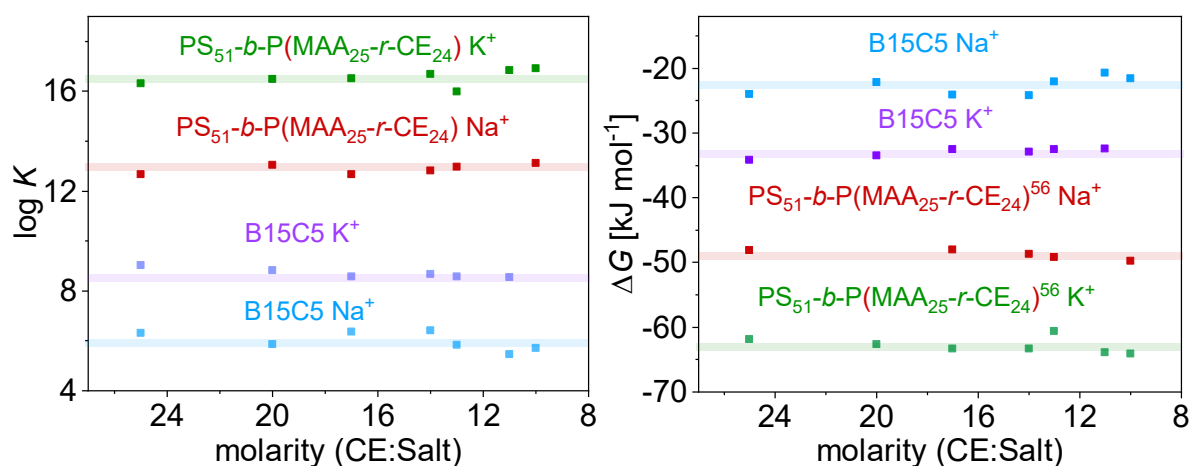 PS₅₁-b-P(MAA₂₅-r-CE₂₄) K⁺
PS₅₁-b-P(MAA₂₅-r-CE₂₄) Na⁺
B15C5 K⁺
B15C5 Na⁺
log K
16
12
8
4
24 20 16 12 8
molarity (CE:Salt)
B15C5 Na⁺
B15C5 K⁺
PS₅₁-b-P(MAA₂₅-r-CE₂₄)⁵⁶ Na⁺
PS₅₁-b-P(MAA₂₅-r-CE₂₄)⁵⁶ K⁺
ΔG [kJ mol⁻¹]
-20
-30
-40
-50
-60
-70
24 20 16 12 8
molarity (CE:Salt)